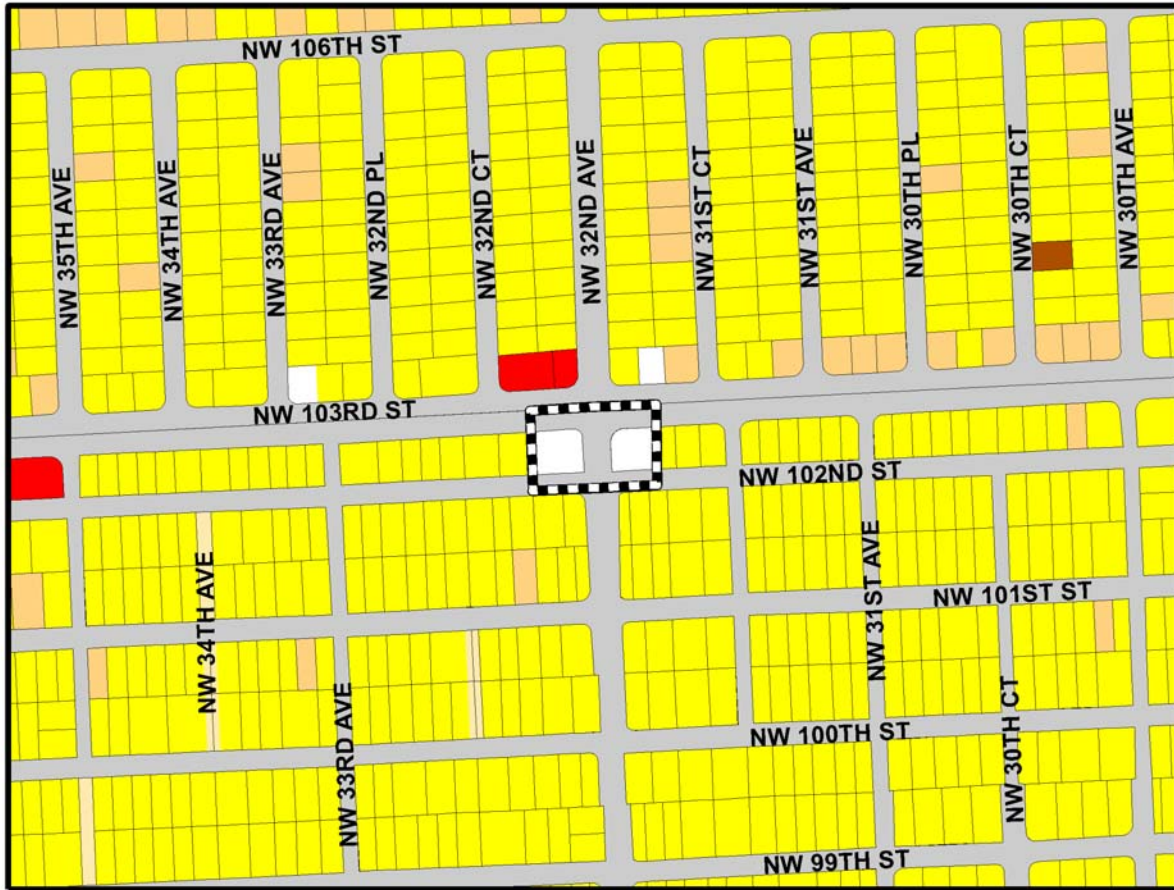 NW 106TH ST
NW 35TH AVE
NW 34TH AVE
NW 33RD AVE
NW 32ND PL
NW 32ND CT
NW 32ND AVE
NW 31ST CT
NW 31ST AVE
NW 30TH PL
NW 30TH CT
NW 30TH AVE
NW 103RD ST
NW 102ND ST
NW 34TH AVE
NW 31ST AVE
NW 101ST ST
NW 33RD AVE
NW 100TH ST
NW 30TH CT
NW 99TH ST